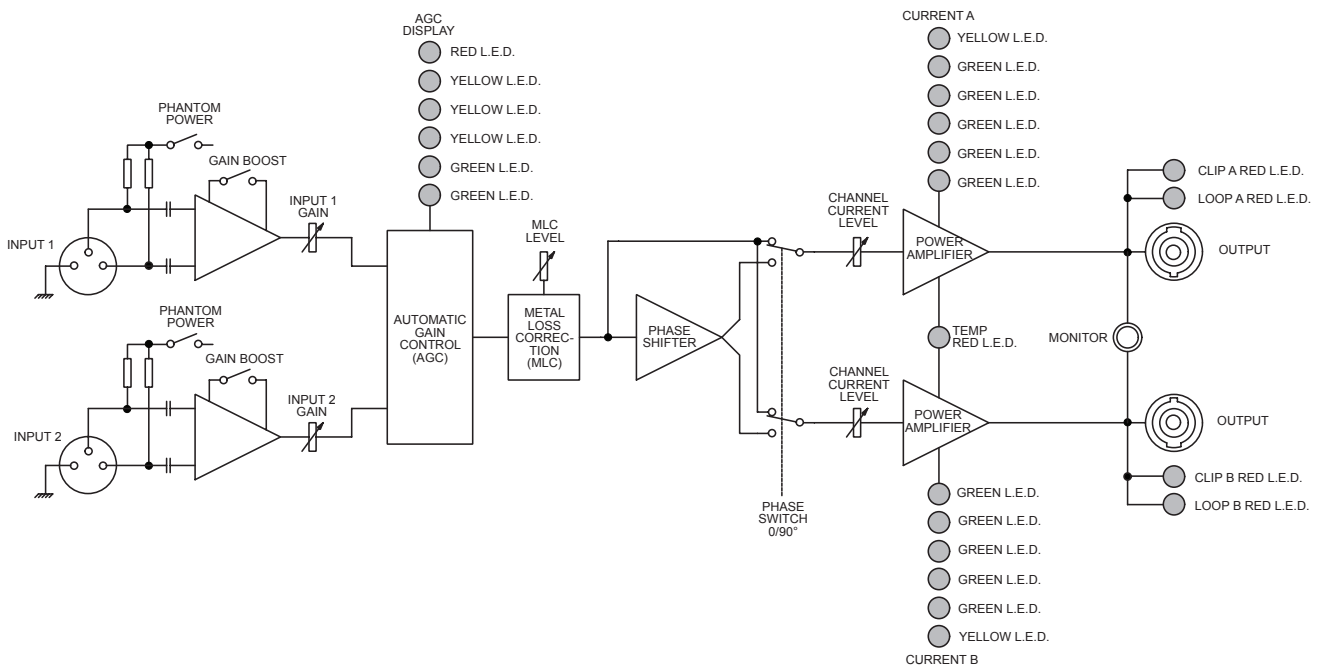 AGC
DISPLAY
RED L.E.D.
YELLOW L.E.D.
YELLOW L.E.D.
YELLOW L.E.D.
GREEN L.E.D.
GREEN L.E.D.
PHANTOM
POWER
GAIN BOOST
INPUT 1
GAIN
INPUT 1
PHANTOM
POWER
GAIN BOOST
INPUT 2
GAIN
INPUT 2
AUTOMATIC
GAIN
CONTROL
(AGC)
MLC
LEVEL
METAL
LOSS
CORREC-
TION
(MLC)
PHASE
SHIFTER
PHASE
SWITCH
0/90°
CHANNEL
CURRENT
LEVEL
CHANNEL
CURRENT
LEVEL
CURRENT A
YELLOW L.E.D.
GREEN L.E.D.
GREEN L.E.D.
GREEN L.E.D.
GREEN L.E.D.
GREEN L.E.D.
POWER
AMPLIFIER
TEMP
RED L.E.D.
POWER
AMPLIFIER
GREEN L.E.D.
GREEN L.E.D.
GREEN L.E.D.
GREEN L.E.D.
GREEN L.E.D.
YELLOW L.E.D.
CURRENT B
CLIP A RED L.E.D.
LOOP A RED L.E.D.
OUTPUT
MONITOR
OUTPUT
CLIP B RED L.E.D.
LOOP B RED L.E.D.